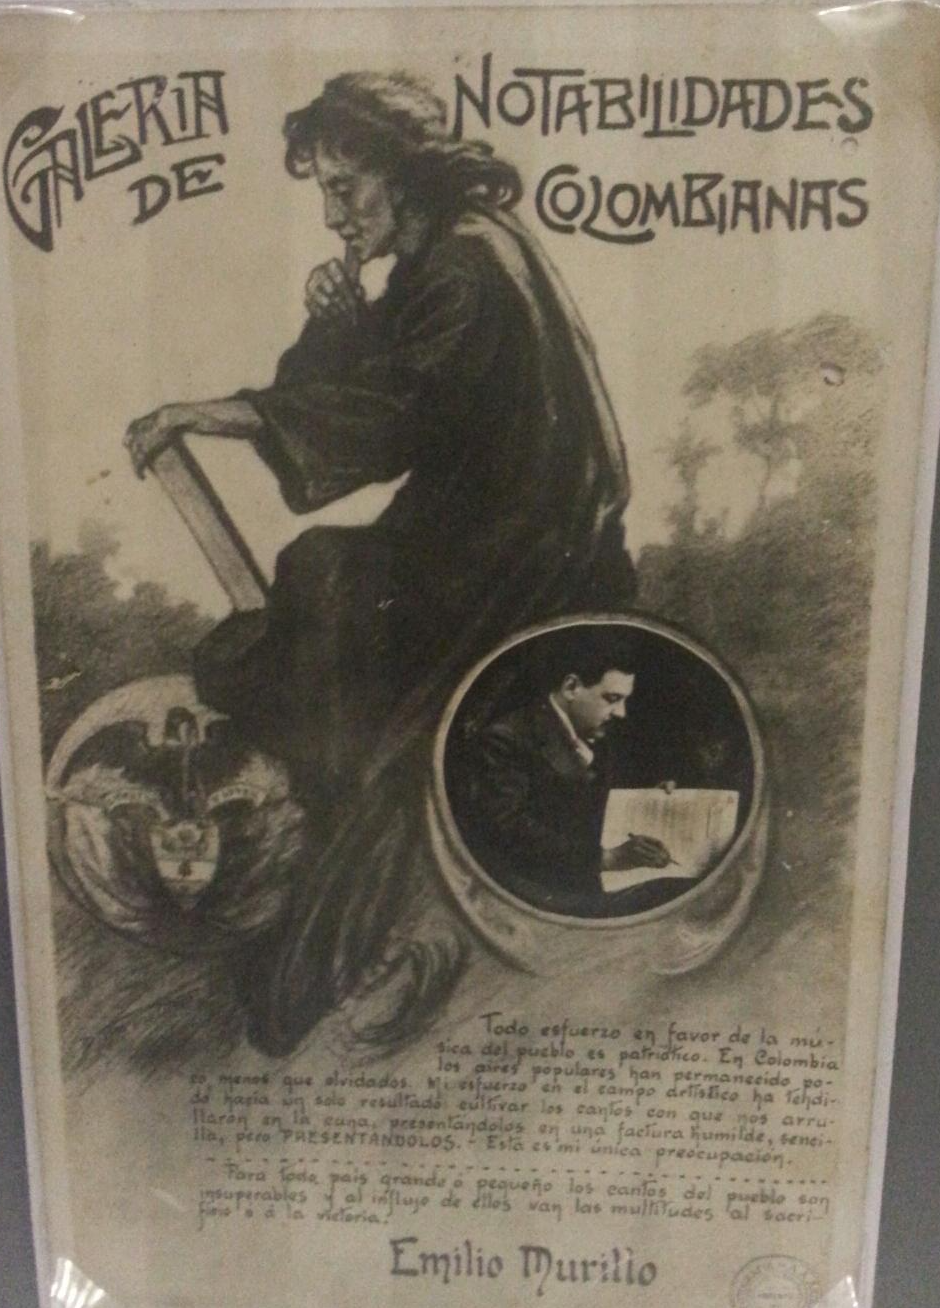 GALERIA DE
NOTABILIDADES
COLOMBIANAS
Todo esfuerzo en favor de la mú-
sica del pueblo es patriótico. En Colombia
los aires populares han permanecido po-
co menos que olvidados. Mi esfuerzo en el campo artístico ha tendi-
do hacia un solo resultado: cultivar los cantos con que nos arru-
llaron en la cuna, presentándolos en una factura humilde, senci-
lla, pero PRESENTANDOLOS. - Esta es mi única preocupación.
Para todo país grande ó pequeño los cantos del pueblo son
insuperables y al influjo de ellos van las multitudes al sacri-
ficio ó á la victoria.
Emilio Murillo